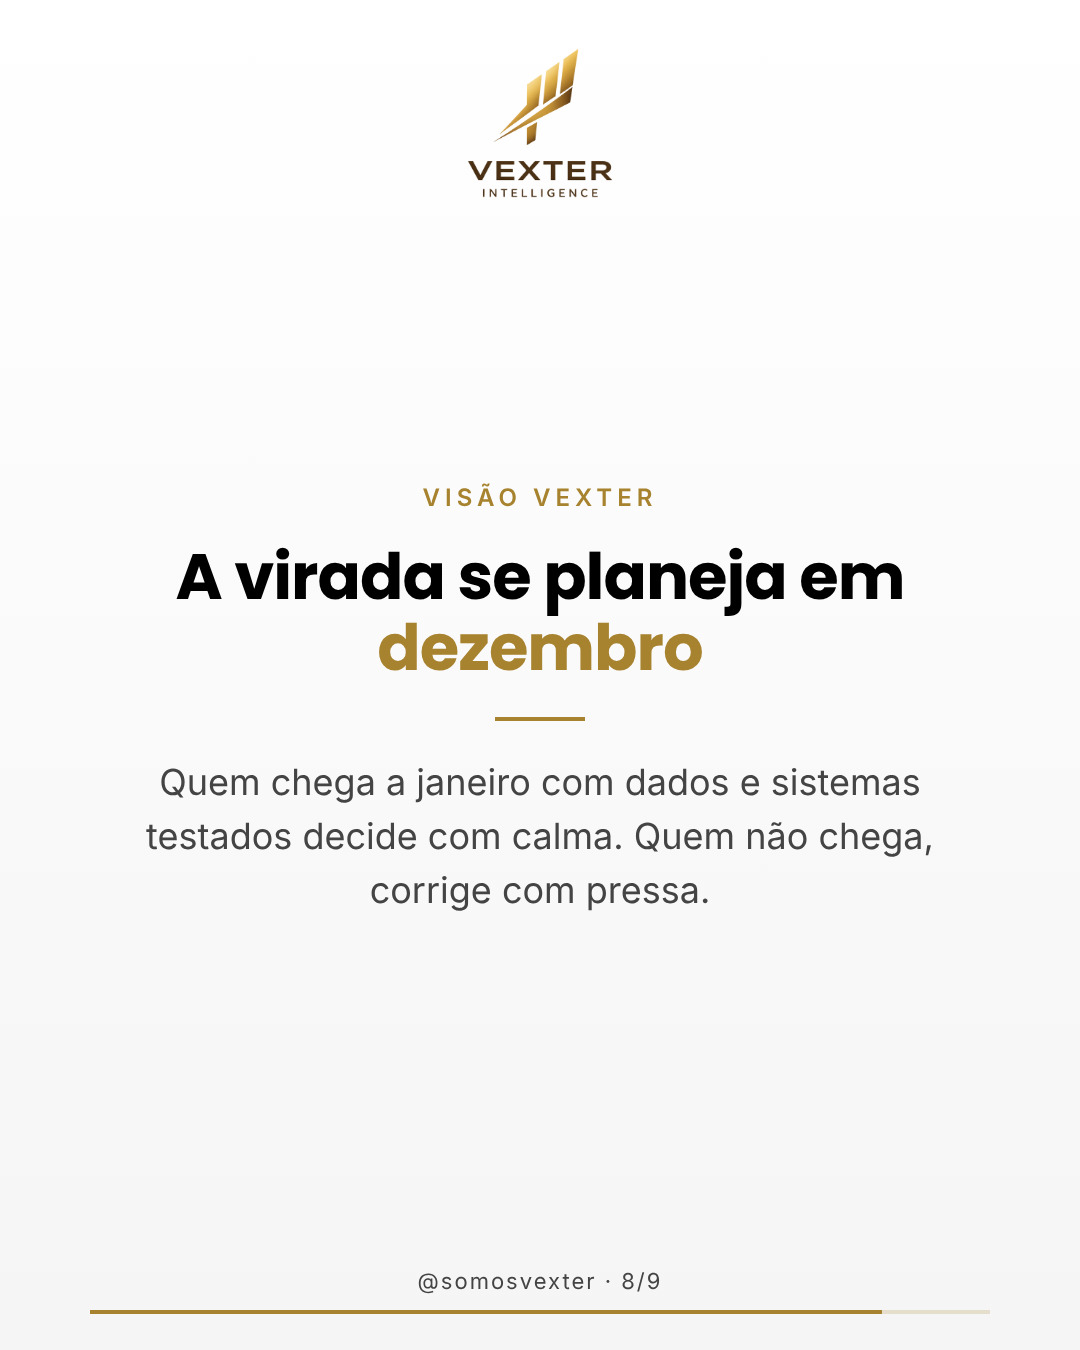 VEXTER
INTELLIGENCE
VISÃO VEXTER
A virada se planeja em
dezembro
Quem chega a janeiro com dados e sistemas
testados decide com calma. Quem não chega,
corrige com pressa.
@somosvexter · 8/9